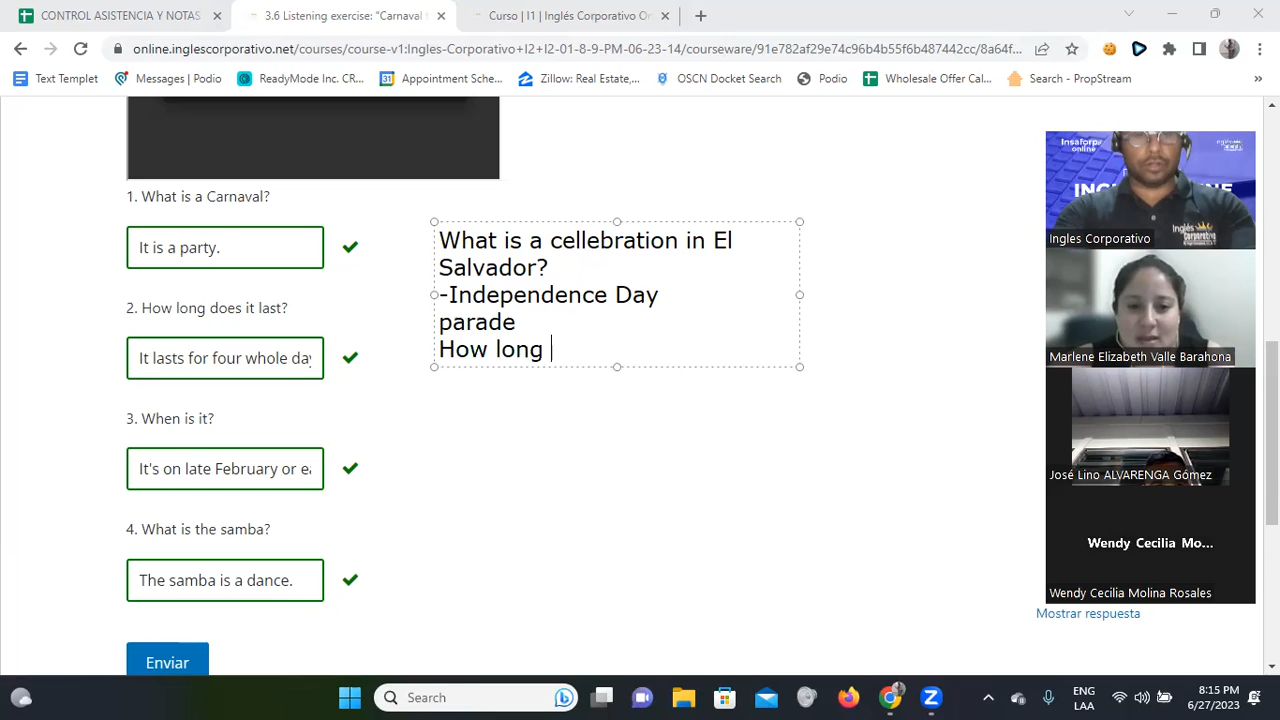 CONTROL ASISTENCIA Y NOTAS
3.6 Listening exercise: "Carnaval
Curso | I1 | Inglés Corporativo On
online.inglescorporativo.net/courses/course-v1:Ingles-Corporativo+I2+I2-01-8-9-PM-06-23-14/courseware/91e782af29e74c96b4b55f6b487442cc/8a64f...
Text Templet
Messages | Podio
ReadyMode Inc. CR...
Appointment Sche...
Zillow: Real Estate,...
OSCN Docket Search
Podio
Wholesale Offer Cal...
Search - PropStream
1. What is a Carnaval?
It is a party.
2. How long does it last?
It lasts for four whole day
3. When is it?
It's on late February or ea
4. What is the samba?
The samba is a dance.
Enviar
What is a cellebration in El
Salvador?
-Independence Day
parade
How long
Insaforp
online
Inglés
Ingles Corporativo
Marlene Elizabeth Valle Barahona
José Lino ALVARENGA Gómez
Wendy Cecilia Mo...
Wendy Cecilia Molina Rosales
Mostrar respuesta
Search
ENG
LAA
8:15 PM
6/27/2023